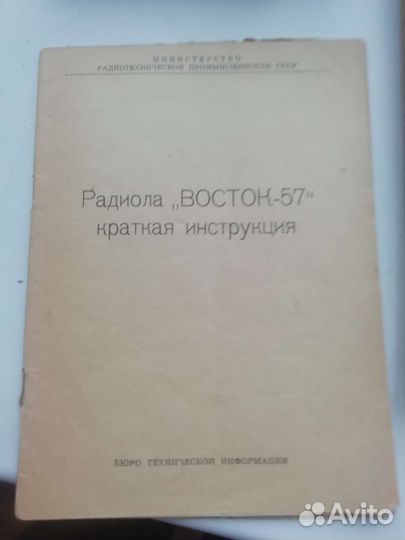 МИНИСТЕРСТВО
РАДИОТЕХНИЧЕСКОЙ ПРОМЫШЛЕННОСТИ СССР
Радиола „ВОСТОК-57“
краткая инструкция
БЮРО ТЕХНИЧЕСКОЙ ИНФОРМАЦИИ
Avito